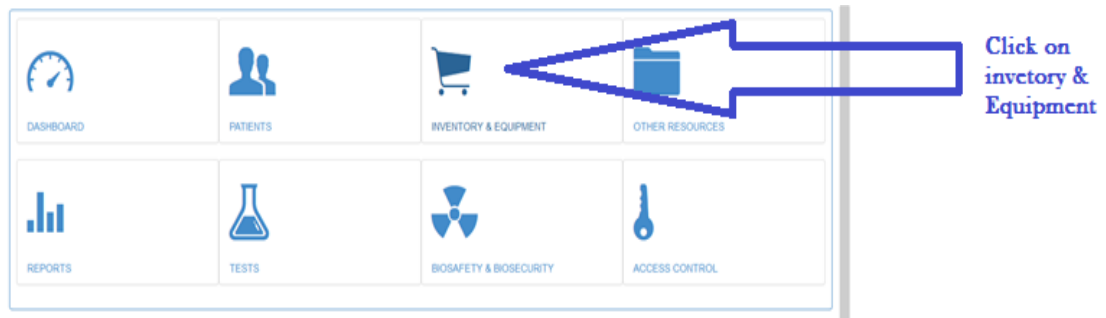 DASHBOARD
PATIENTS
INVENTORY & EQUIPMENT
OTHER RESOURCES
Click on
invetory &
Equipment
REPORTS
TESTS
BIOSAFETY & BIOSECURITY
ACCESS CONTROL